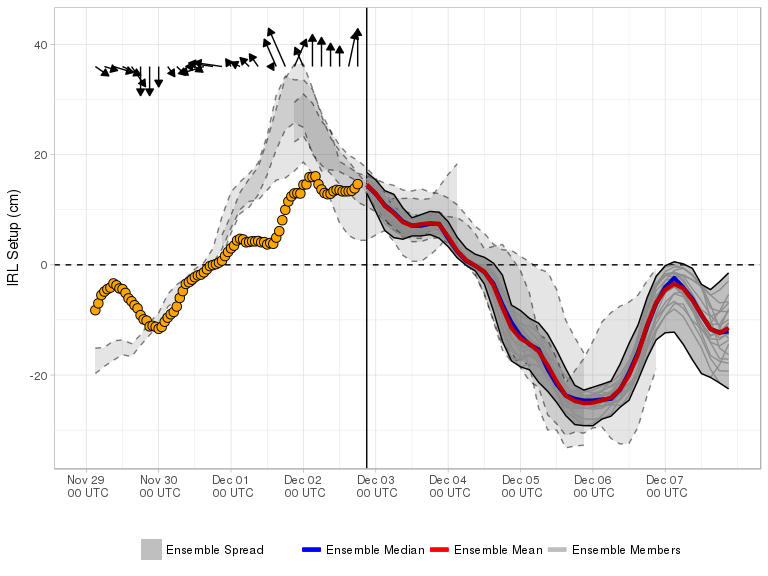 IRL Setup (cm)
40
20
0
-20
Nov 29 Nov 30 Dec 01 Dec 02 Dec 03 Dec 04 Dec 05 Dec 06 Dec 07
00 UTC 00 UTC 00 UTC 00 UTC 00 UTC 00 UTC 00 UTC 00 UTC 00 UTC
Ensemble Spread Ensemble Median Ensemble Mean Ensemble Members